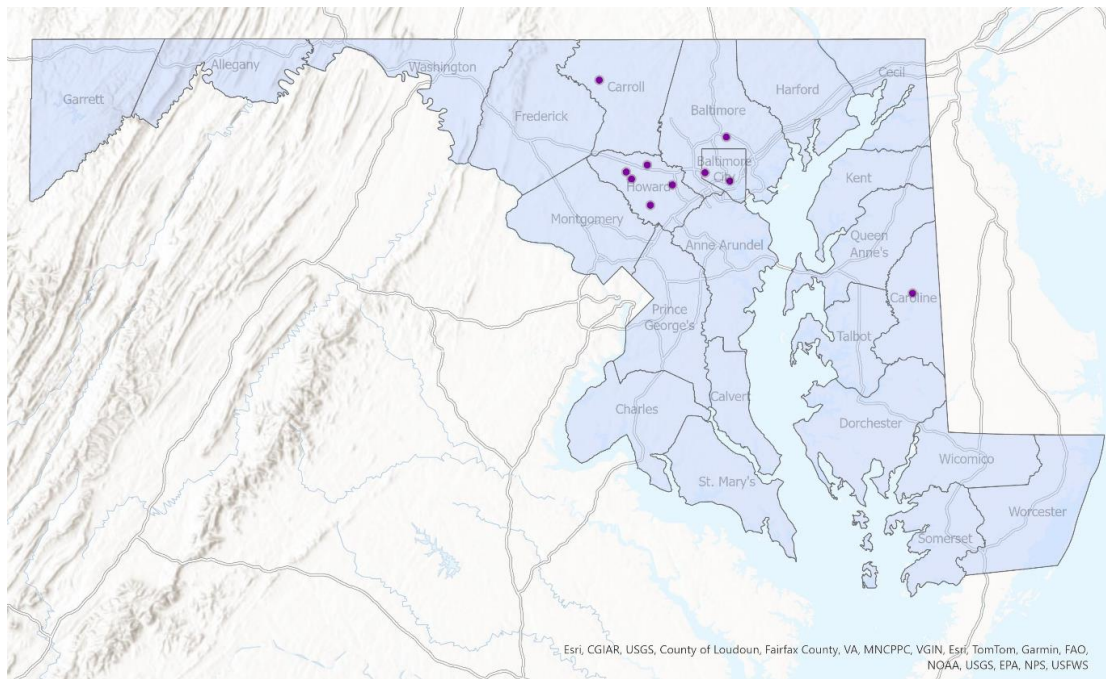 Garrett
Allegany
Washington
Frederick
Carroll
Baltimore
Harford
Cecil
Baltimore
City
Howard
Montgomery
Kent
Anne Arundel
Queen
Anne's
Caroline
Prince
George's
Talbot
Charles
Calvert
Dorchester
St. Mary's
Wicomico
Worcester
Somerset
Esri, CGIAR, USGS, County of Loudoun, Fairfax County, VA, MNCPPC, VGIN, Esri, TomTom, Garmin, FAO,
NOAA, USGS, EPA, NPS, USFWS